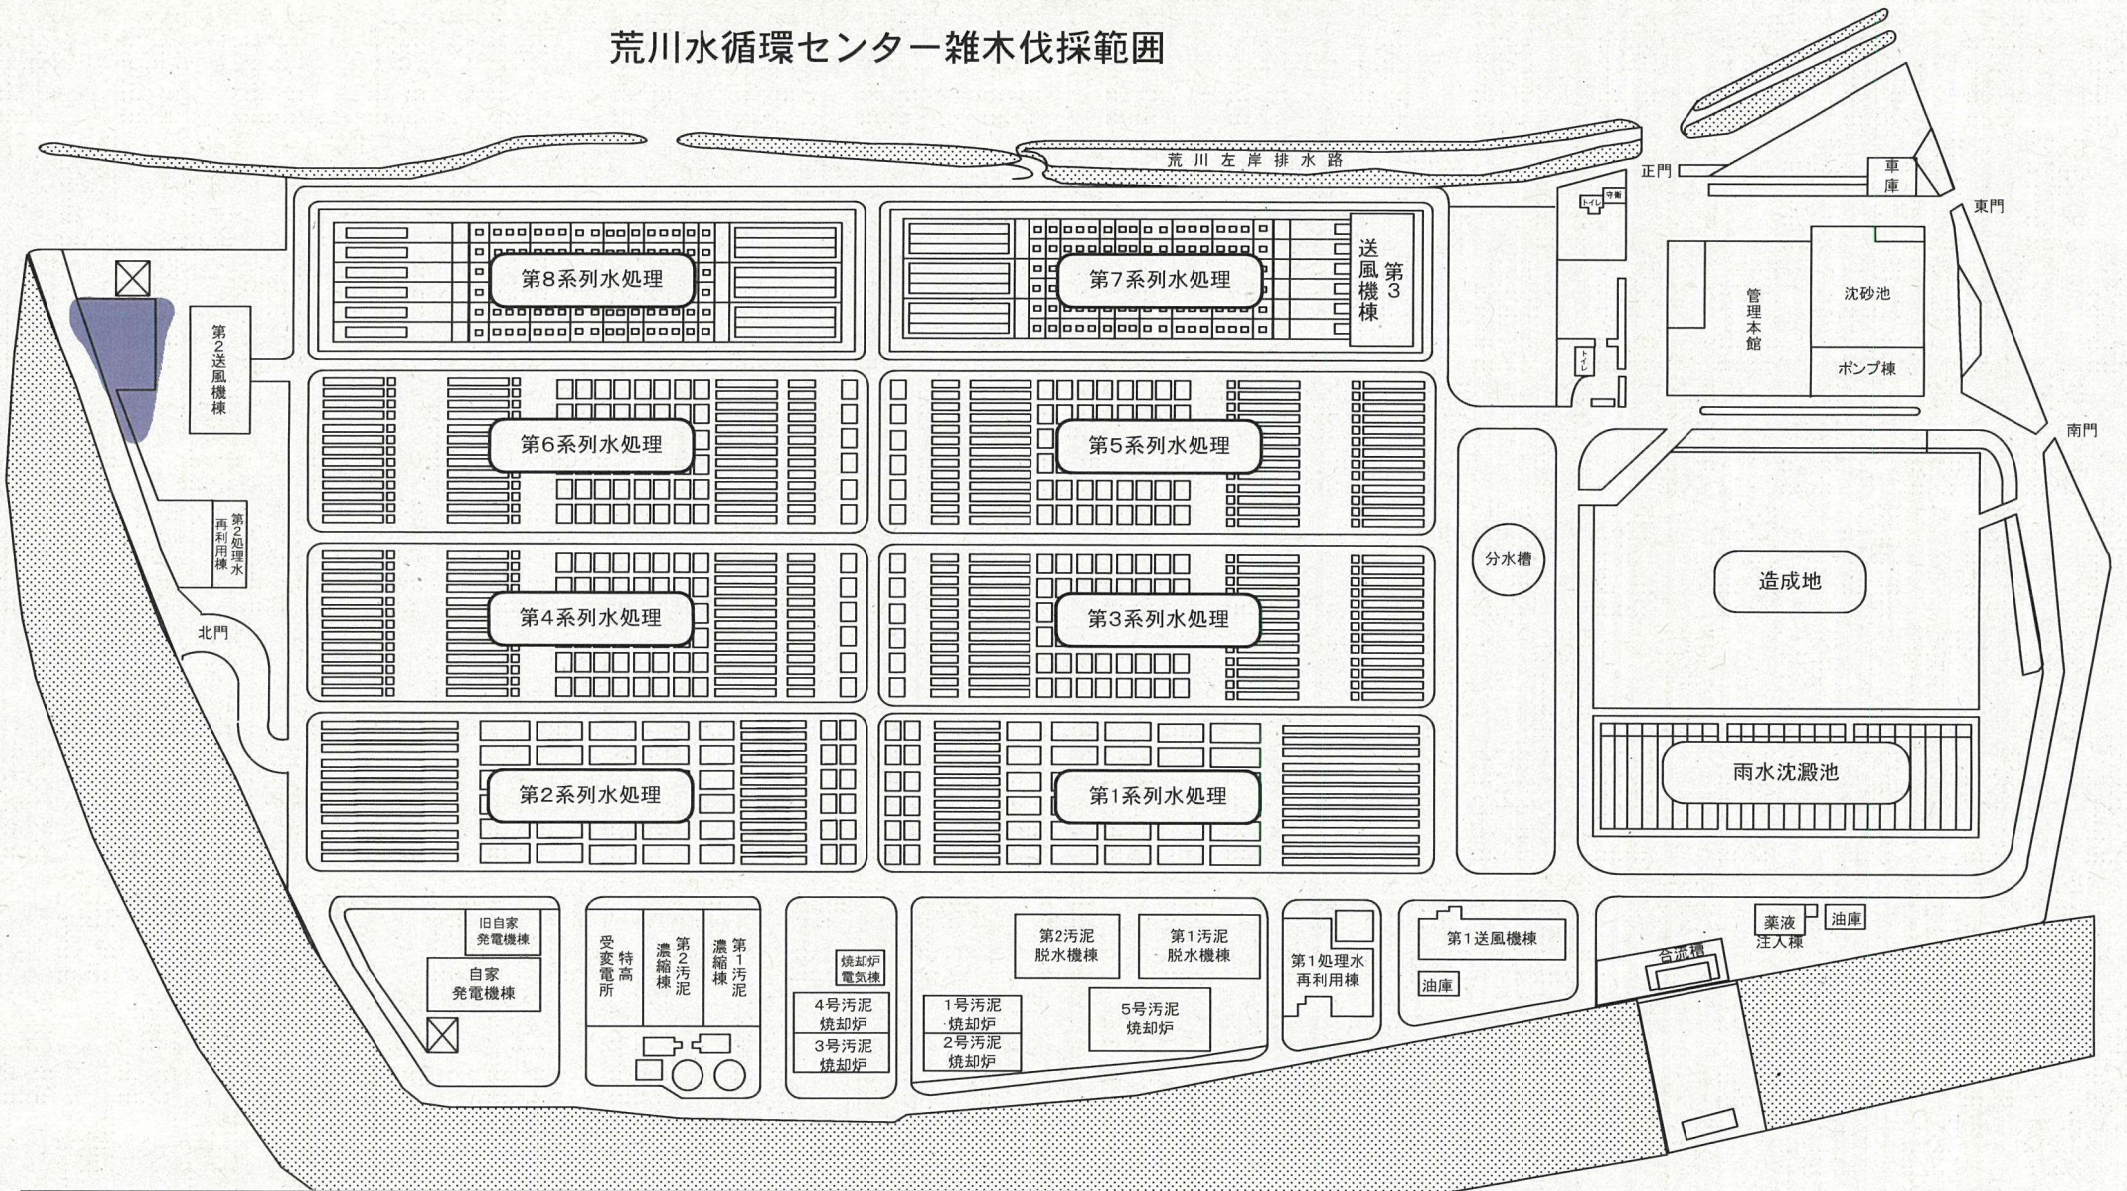 荒川水循環センター雑木伐採範囲
荒川左岸排水路
正門
車庫
守衛
トイレ
東門
第8系列水処理
第7系列水処理
第3
送風機棟
第2送風機棟
管理本館
沈砂池
ポンプ棟
トイレ
南門
第6系列水処理
第5系列水処理
第2処理水
再利用棟
分水槽
造成地
北門
第4系列水処理
第3系列水処理
第2系列水処理
第1系列水処理
雨水沈澱池
旧自家
発電機棟
自家
発電機棟
特高
受変電所
第2汚泥
濃縮棟
第1汚泥
濃縮棟
焼却炉
電気棟
4号汚泥
焼却炉
3号汚泥
焼却炉
第2汚泥
脱水機棟
第1汚泥
脱水機棟
1号汚泥
焼却炉
2号汚泥
焼却炉
5号汚泥
焼却炉
第1処理水
再利用棟
第1送風機棟
油庫
合流槽
薬液
注入棟
油庫